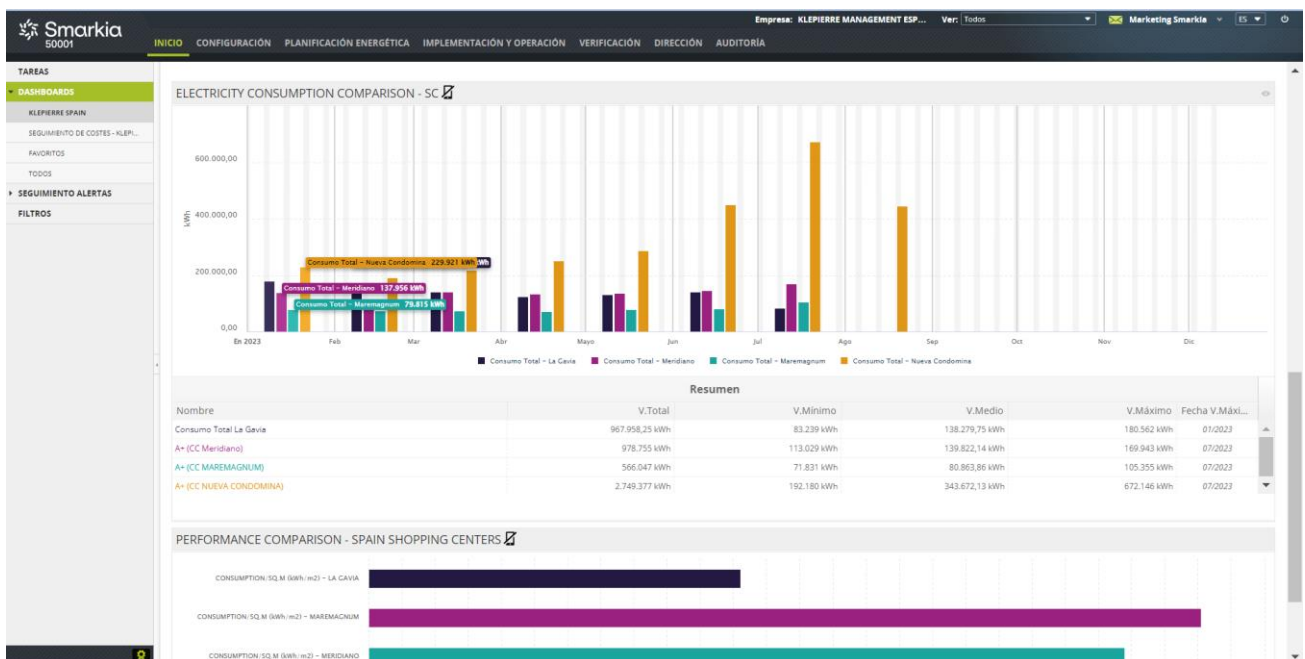 Empresa: KLEPIERRE MANAGEMENT ESP... Ver: Todos Marketing Smarkia ES
Smarkia
50001
INICIO CONFIGURACIÓN PLANIFICACIÓN ENERGÉTICA IMPLEMENTACIÓN Y OPERACIÓN VERIFICACIÓN DIRECCIÓN AUDITORÍA
TAREAS
DASHBOARDS
KLEPIERRE SPAIN
SEGUIMIENTO DE COSTES - KLEPI...
FAVORITOS
TODOS
SEGUIMIENTO ALERTAS
FILTROS
ELECTRICITY CONSUMPTION COMPARISON - SC
600.000,00
kWh
400.000,00
200.000,00
0,00
Consumo Total - Nueva Condomina 229.921 kWh kWh
Consumo Total - Meridiano 137.956 kWh
Consumo Total - Maremagnum 79.815 kWh
En 2023 Feb Mar Abr Mayo Jun Jul Ago Sep Oct Nov Dic
Consumo Total - La Gavia Consumo Total - Meridiano Consumo Total - Maremagnum Consumo Total - Nueva Condomina
Resumen
Nombre V.Total V.Mínimo V.Medio V.Máximo Fecha V.Máxi...
Consumo Total La Gavia 967.958,25 kWh 83.239 kWh 138.279,75 kWh 180.562 kWh 01/2023
A+ (CC Meridiano) 978.755 kWh 113.029 kWh 139.822,14 kWh 169.943 kWh 07/2023
A+ (CC MAREMAGNUM) 566.047 kWh 71.831 kWh 80.863,86 kWh 105.355 kWh 07/2023
A+ (CC NUEVA CONDOMINA) 2.749.377 kWh 192.180 kWh 343.672,13 kWh 672.146 kWh 07/2023
PERFORMANCE COMPARISON - SPAIN SHOPPING CENTERS
CONSUMPTION/SQ.M (kWh/m2) - LA GAVIA
CONSUMPTION/SQ.M (kWh/m2) - MAREMAGNUM
CONSUMPTION/SQ.M (kWh/m2) - MERIDIANO